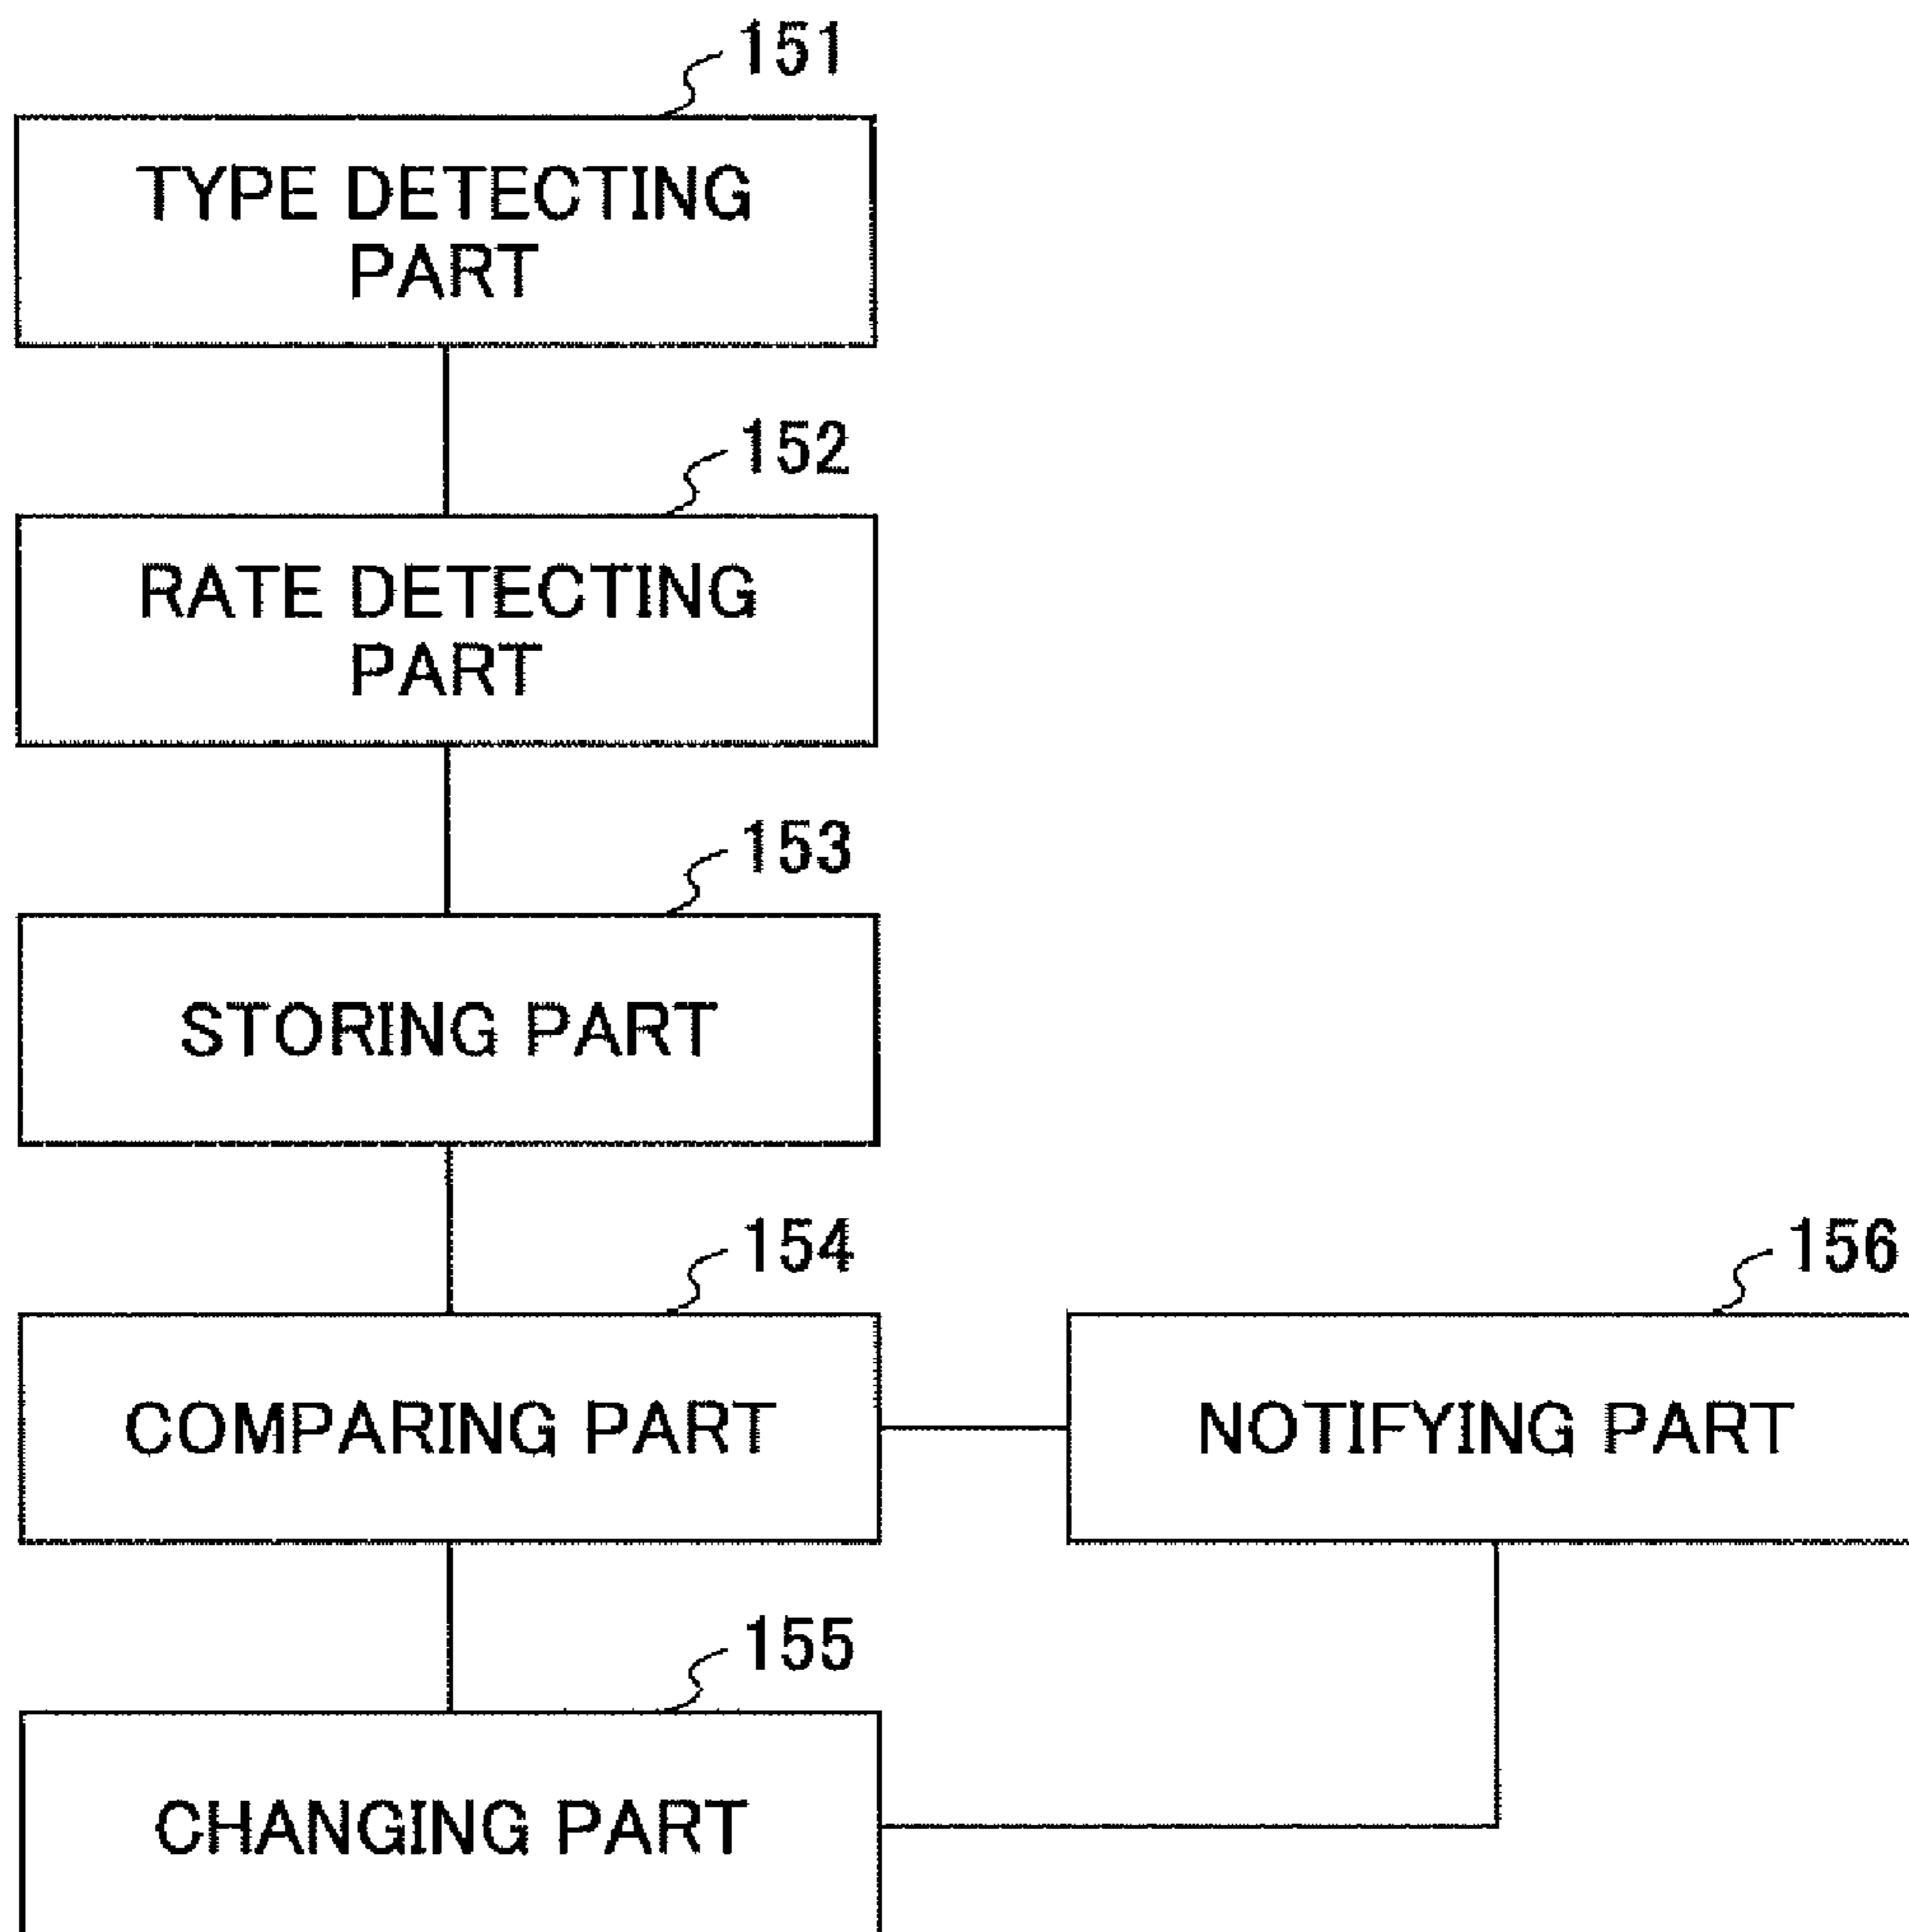 151
TYPE DETECTING
PART
152
RATE DETECTING
PART
153
STORING PART
154
COMPARING PART
156
NOTIFYING PART
155
CHANGING PART